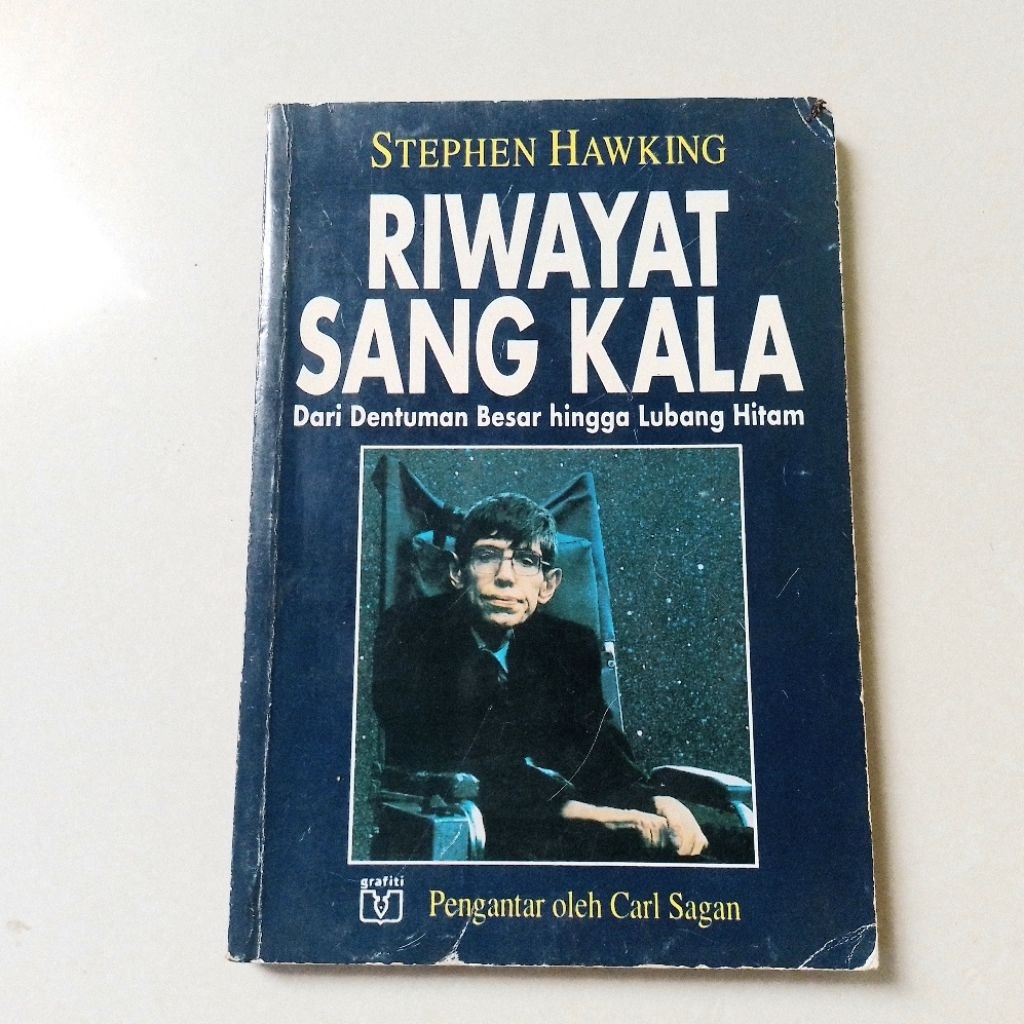 STEPHEN HAWKING
RIWAYAT
SANG KALA
Dari Dentuman Besar hingga Lubang Hitam
grafiti
Pengantar oleh Carl Sagan